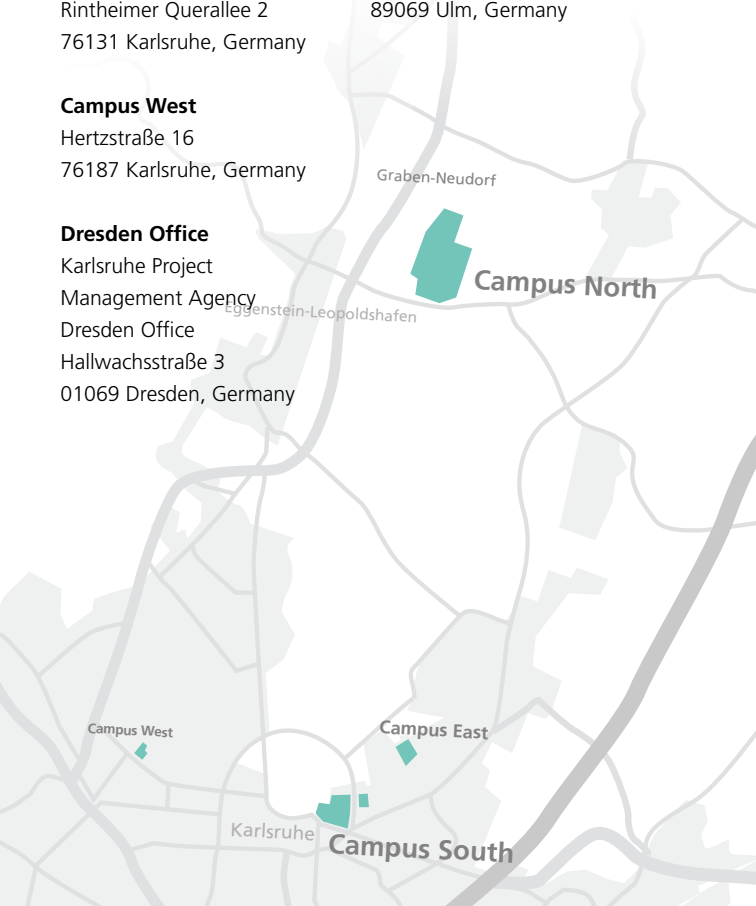 Rintheimer Querallee 2
76131 Karlsruhe, Germany
89069 Ulm, Germany
Campus West
Hertzstraße 16
76187 Karlsruhe, Germany
Dresden Office
Karlsruhe Project
Management Agency
Dresden Office
Hallwachsstraße 3
01069 Dresden, Germany
Graben-Neudorf
Campus North
Eggenstein-Leopoldshafen
Campus West
Campus East
Karlsruhe
Campus South